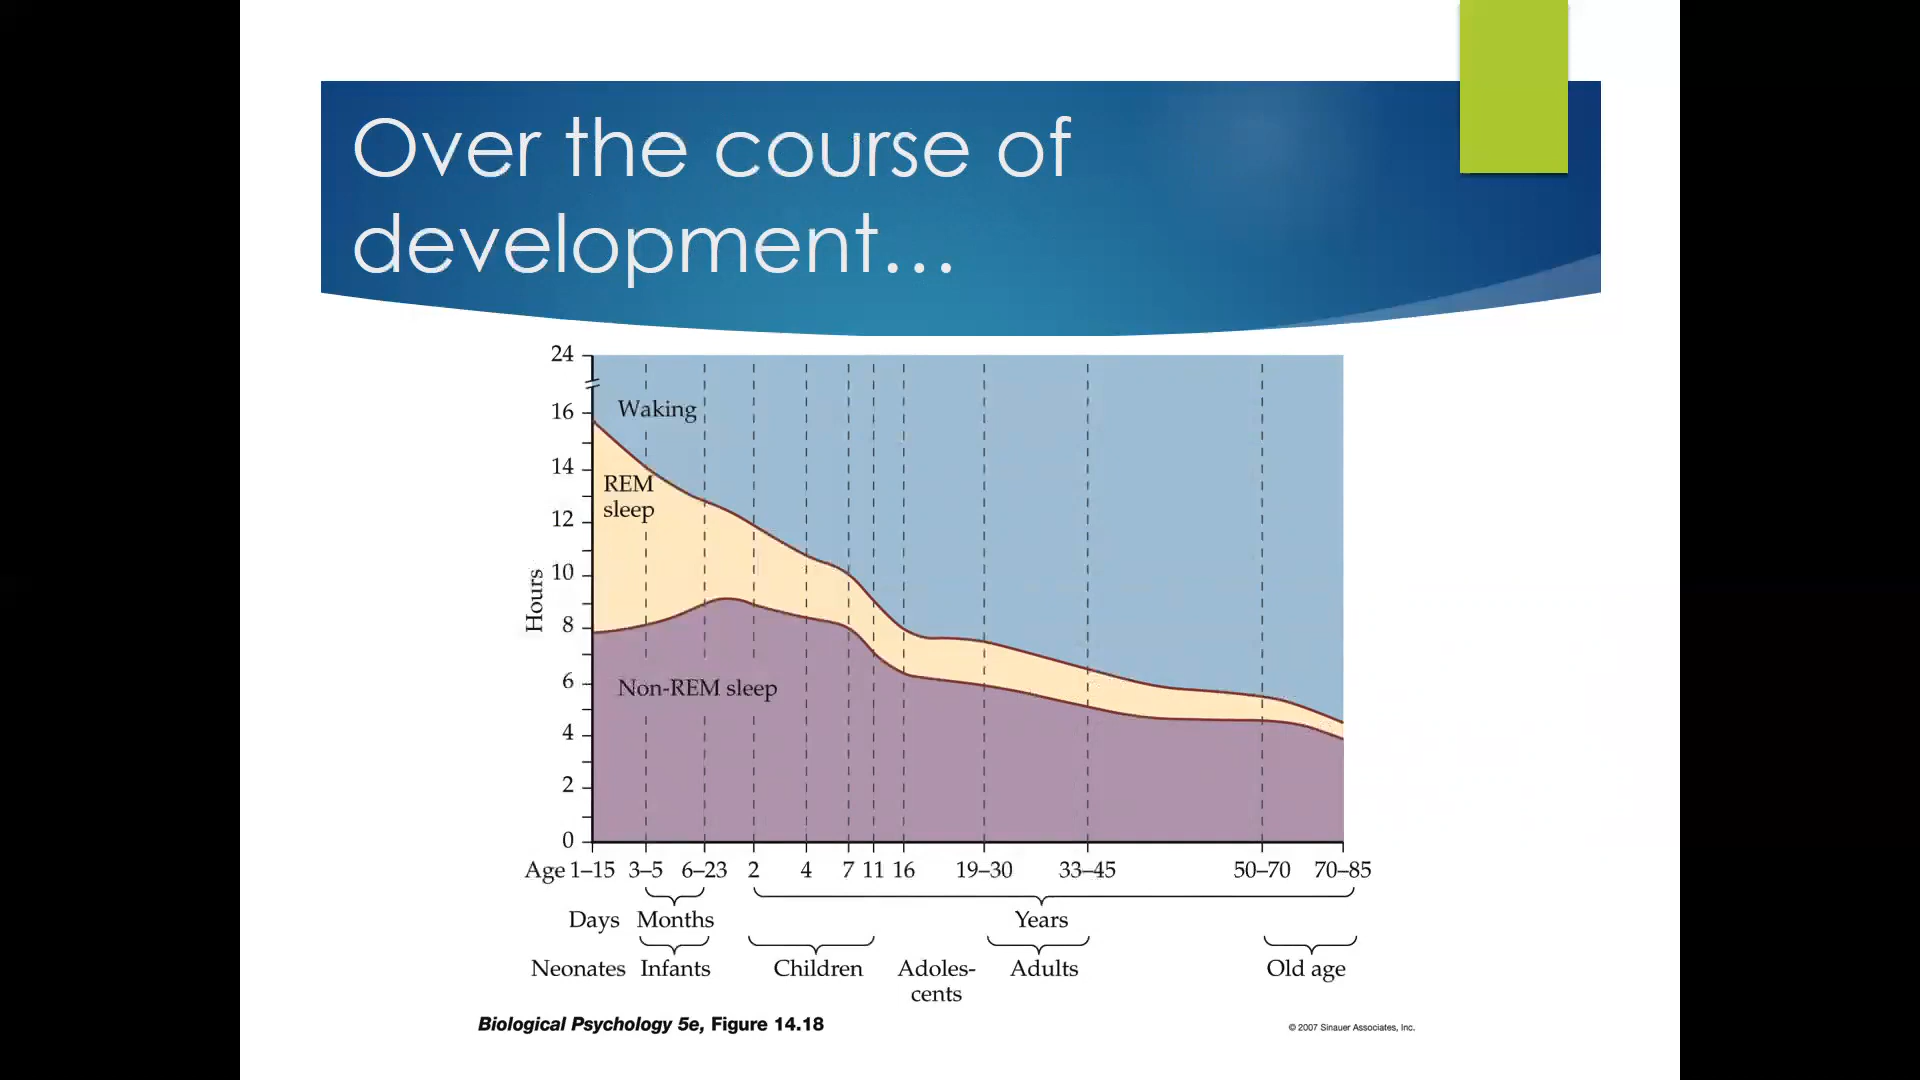 Over the course of
development…
24
16
14
12
10
8
6
4
2
0
Hours
Waking
REM
sleep
Non-REM sleep
Age 1–15 3–5 6–23 2 4 7 11 16 19–30 33–45 50–70 70–85
Days Months Years
Neonates Infants Children Adoles- Adults Old age
cents
Biological Psychology 5e, Figure 14.18
© 2007 Sinauer Associates, Inc.